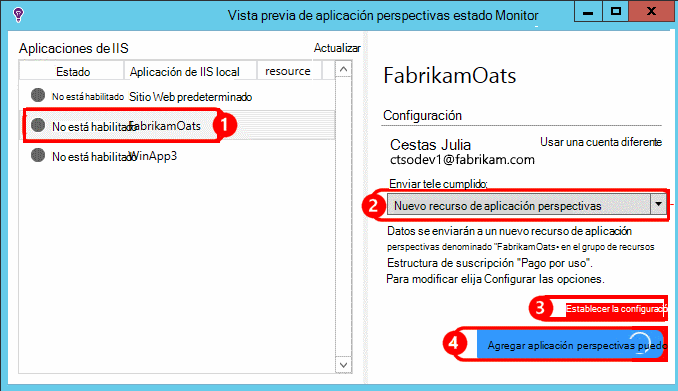 Vista previa de aplicación perspectivas estado Monitor
Aplicaciones de IIS
Actualizar
Estado
Aplicación de IIS local
resource
No está habilitado
Sitio Web predeterminado
No está habilitado
FabrikamOats
1
No está habilitado
WinApp3
FabrikamOats
Configuración
Cestas Julia
Usar una cuenta diferente
ctsodev1@fabrikam.com
Enviar tele cumplido:
2
Nuevo recurso de aplicación perspectivas
Datos se enviarán a un nuevo recurso de aplicación
perspectivas denominado "FabrikamOats• en el grupo de recursos
Estructura de suscripción "Pago por uso".
Para modificar elija Configurar las opciones.
3
Establecer la configuració
4
Agregar aplicación perspectivas puedo